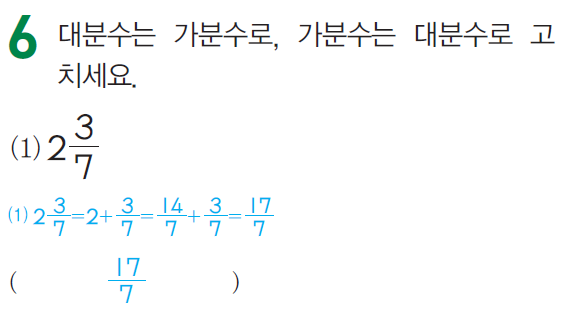 6 대분수는 가분수로, 가분수는 대분수로 고
치세요.
(1) 2 3/7
(1) 2 3/7 = 2 + 3/7 = 14/7 + 3/7 = 17/7
( 17/7 )